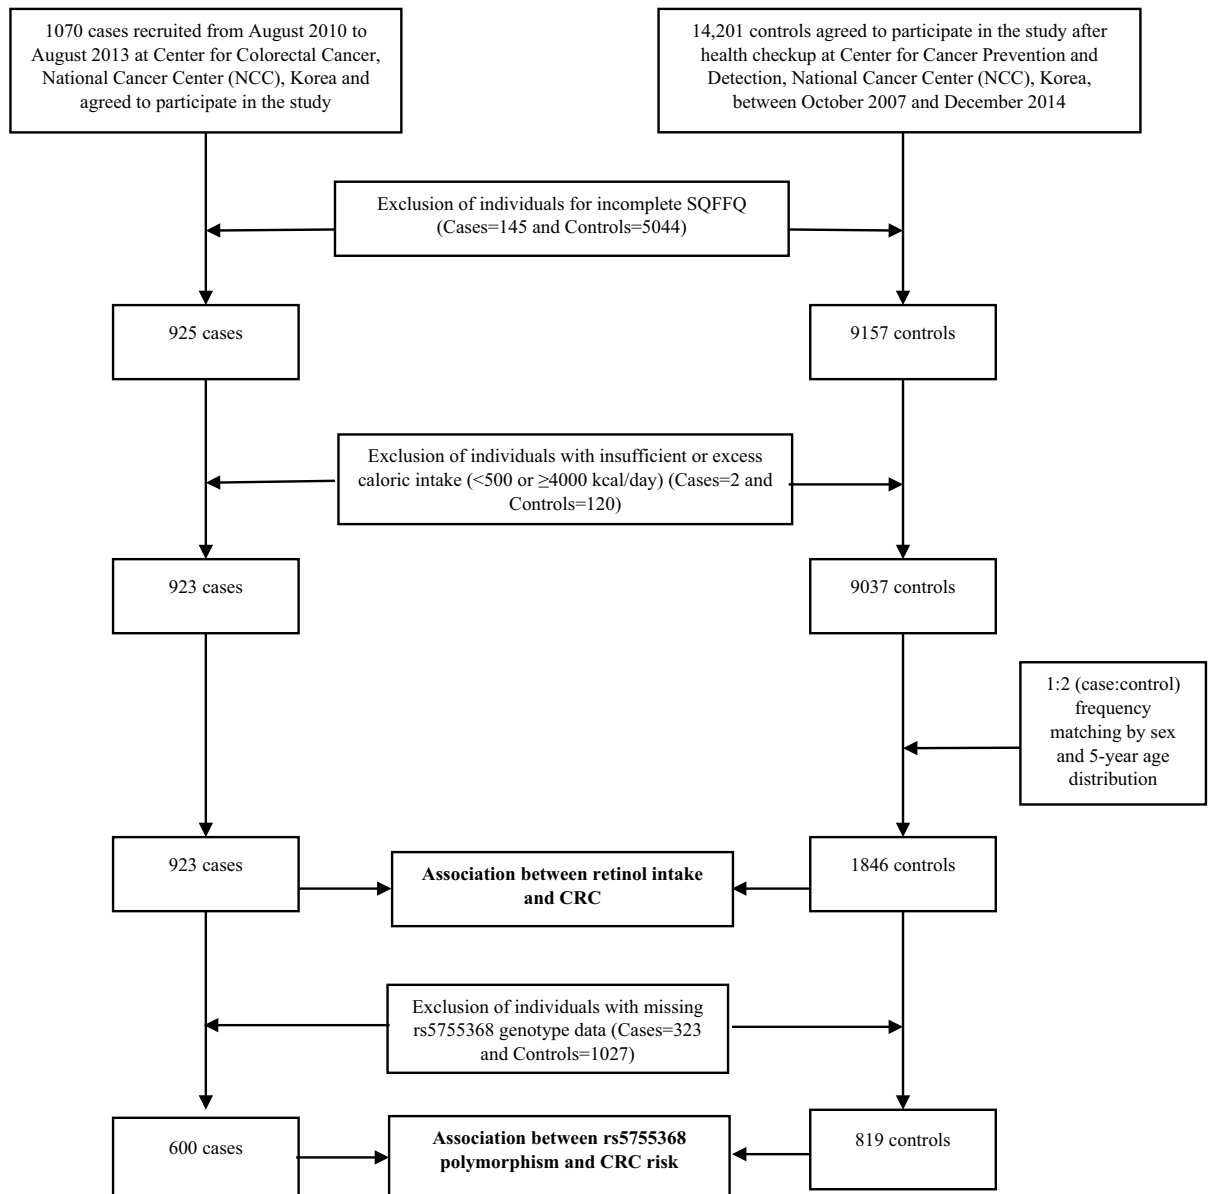 1070 cases recruited from August 2010 to
August 2013 at Center for Colorectal Cancer,
National Cancer Center (NCC), Korea and
agreed to participate in the study
14,201 controls agreed to participate in the study after
health checkup at Center for Cancer Prevention and
Detection, National Cancer Center (NCC), Korea,
between October 2007 and December 2014
Exclusion of individuals for incomplete SQFFQ
(Cases=145 and Controls=5044)
925 cases
9157 controls
Exclusion of individuals with insufficient or excess
caloric intake (<500 or ≥4000 kcal/day) (Cases=2 and
Controls=120)
923 cases
9037 controls
1:2 (case:control)
frequency
matching by sex
and 5-year age
distribution
923 cases
Association between retinol intake
and CRC
1846 controls
Exclusion of individuals with missing
rs5755368 genotype data (Cases=323
and Controls=1027)
600 cases
Association between rs5755368
polymorphism and CRC risk
819 controls